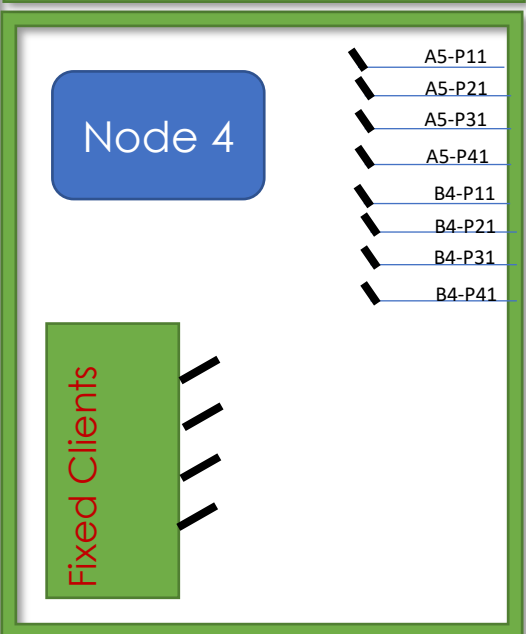 A5-P11
A5-P21
Node 4
A5-P31
A5-P41
B4-P11
B4-P21
B4-P31
B4-P41
Fixed Clients